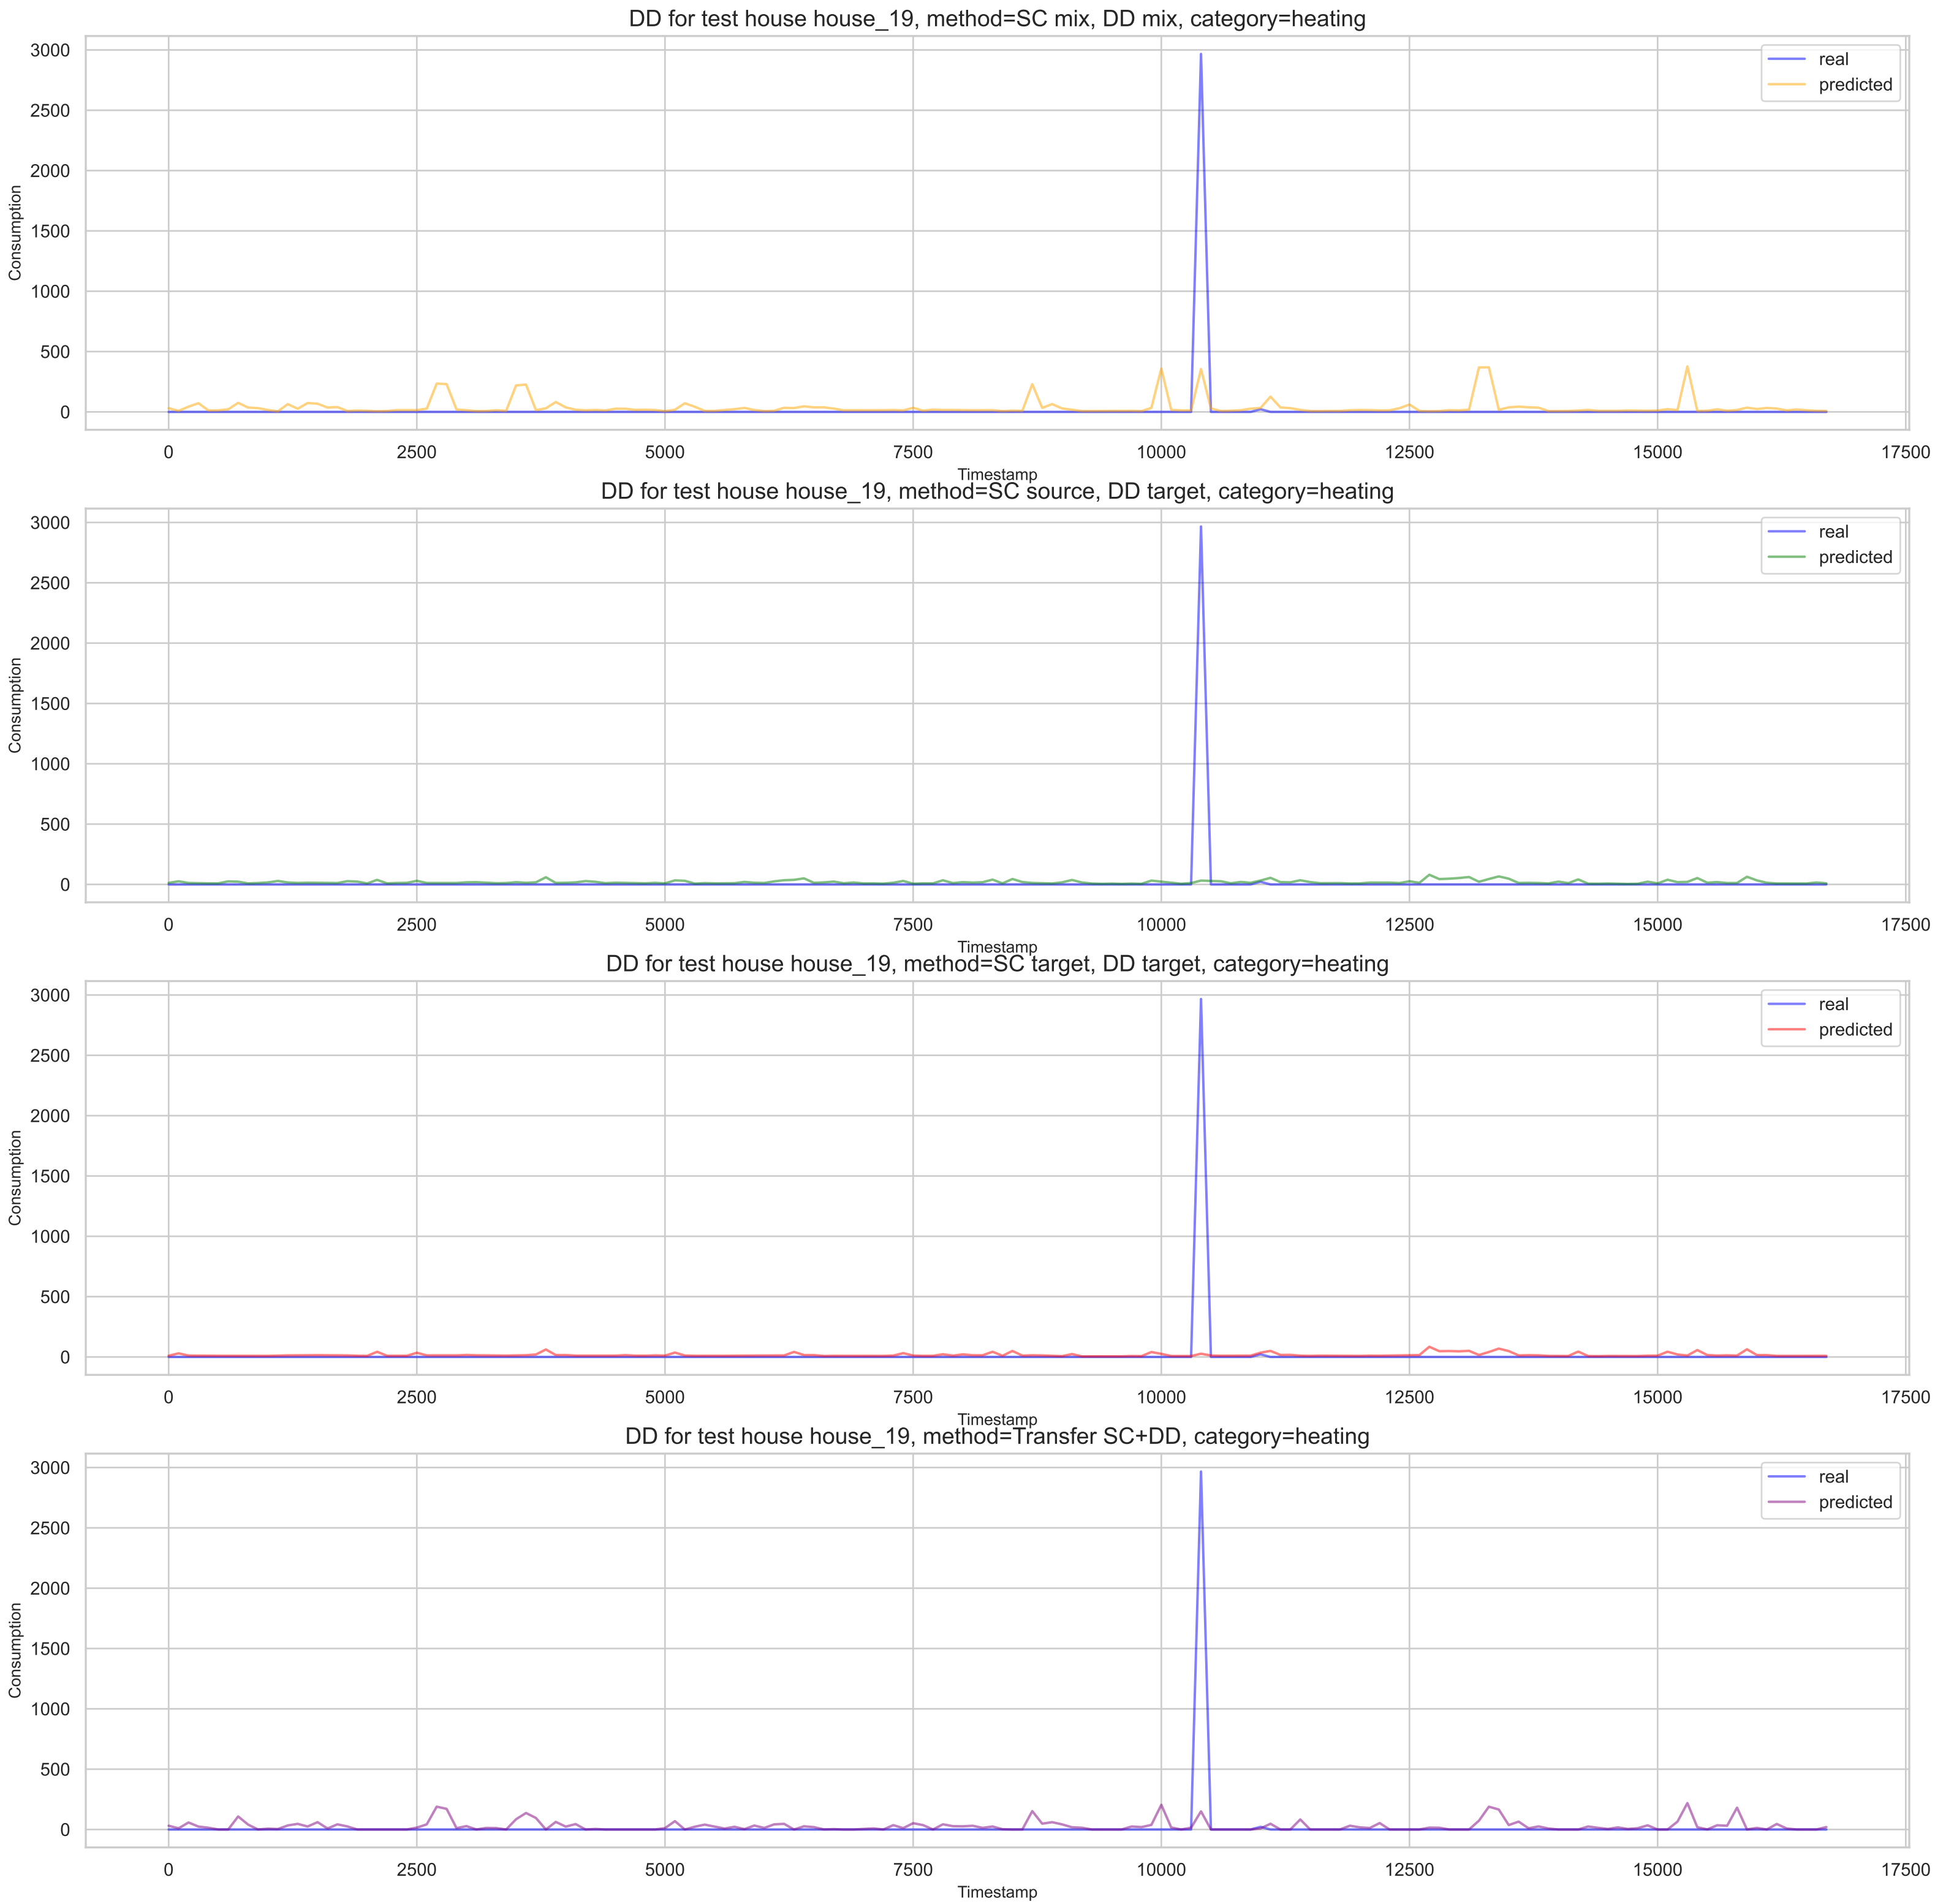 DD for test house house_19, method=SC mix, DD mix, category=heating
3000
2500
2000
1500
1000
500
0
Consumption
real
predicted
0 2500 5000 7500 10000 12500 15000 17500
Timestamp
DD for test house house_19, method=SC source, DD target, category=heating
3000
2500
2000
1500
1000
500
0
Consumption
real
predicted
0 2500 5000 7500 10000 12500 15000 17500
Timestamp
DD for test house house_19, method=SC target, DD target, category=heating
3000
2500
2000
1500
1000
500
0
Consumption
real
predicted
0 2500 5000 7500 10000 12500 15000 17500
Timestamp
DD for test house house_19, method=Transfer SC+DD, category=heating
3000
2500
2000
1500
1000
500
0
Consumption
real
predicted
0 2500 5000 7500 10000 12500 15000 17500
Timestamp